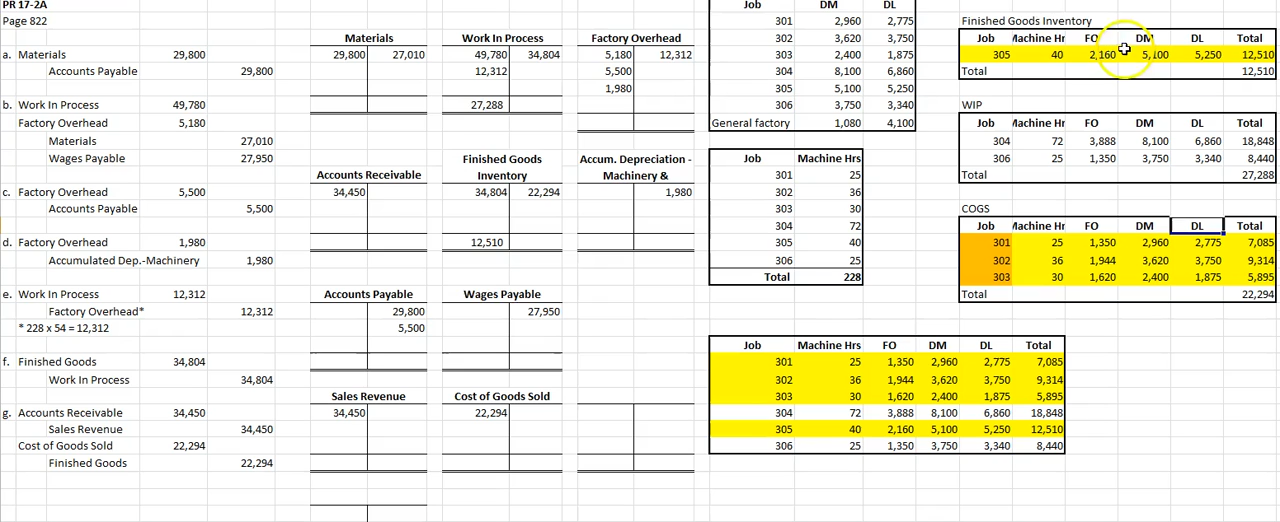 PR 17-2A
Page 822
a. Materials 29,800
Accounts Payable 29,800
b. Work In Process 49,780
Factory Overhead 5,180
Materials 27,010
Wages Payable 27,950
c. Factory Overhead 5,500
Accounts Payable 5,500
d. Factory Overhead 1,980
Accumulated Dep.-Machinery 1,980
e. Work In Process 12,312
Factory Overhead* 12,312
* 228 x 54 = 12,312
f. Finished Goods 34,804
Work In Process 34,804
g. Accounts Receivable 34,450
Sales Revenue 34,450
Cost of Goods Sold 22,294
Finished Goods 22,294
Materials
29,800 27,010
Work In Process
49,780 34,804
12,312
27,288
Factory Overhead
5,180 12,312
5,500
1,980
Accounts Receivable
34,450
Finished Goods
Inventory
34,804 22,294
12,510
Accum. Depreciation -
Machinery &
1,980
Accounts Payable
29,800
5,500
Wages Payable
27,950
Sales Revenue
34,450
Cost of Goods Sold
22,294
Job DM DL
301 2,960 2,775
302 3,620 3,750
303 2,400 1,875
304 8,100 6,860
305 5,100 5,250
306 3,750 3,340
General factory 1,080 4,100
Job Machine Hrs
301 25
302 36
303 30
304 72
305 40
306 25
Total 228
Job Machine Hrs FO DM DL Total
301 25 1,350 2,960 2,775 7,085
302 36 1,944 3,620 3,750 9,314
303 30 1,620 2,400 1,875 5,895
304 72 3,888 8,100 6,860 18,848
305 40 2,160 5,100 5,250 12,510
306 25 1,350 3,750 3,340 8,440
Finished Goods Inventory
Job Machine Hr FO DM DL Total
305 40 2,160 5,100 5,250 12,510
Total 12,510
WIP
Job Machine Hr FO DM DL Total
304 72 3,888 8,100 6,860 18,848
306 25 1,350 3,750 3,340 8,440
Total 27,288
COGS
Job Machine Hr FO DM DL Total
301 25 1,350 2,960 2,775 7,085
302 36 1,944 3,620 3,750 9,314
303 30 1,620 2,400 1,875 5,895
Total 22,294